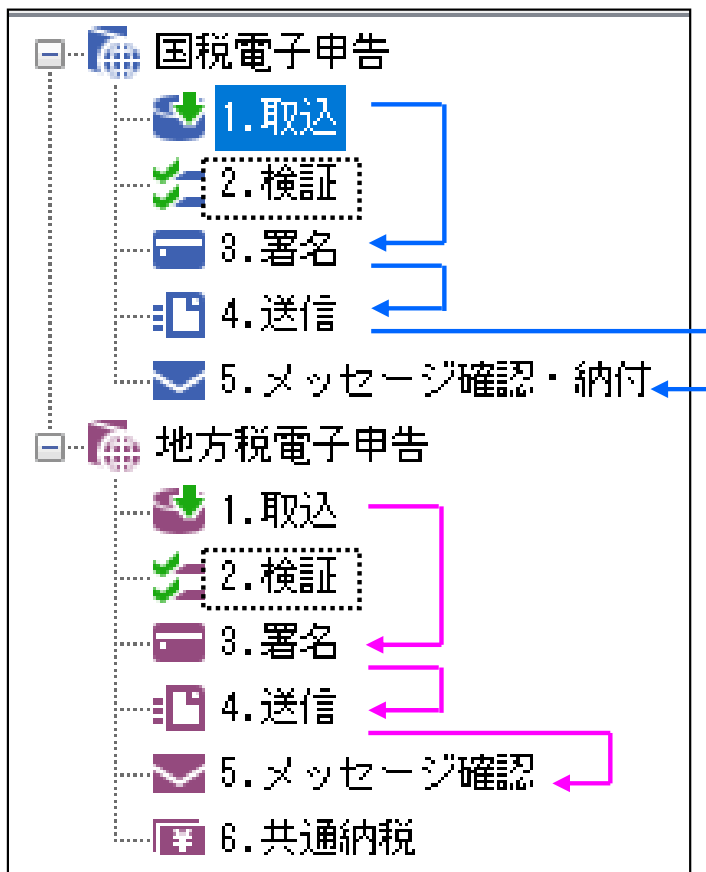 国税電子申告
1.取込
2.検証
3.署名
4.送信
5.メッセージ確認・納付
地方税電子申告
1.取込
2.検証
3.署名
4.送信
5.メッセージ確認
6.共通納税